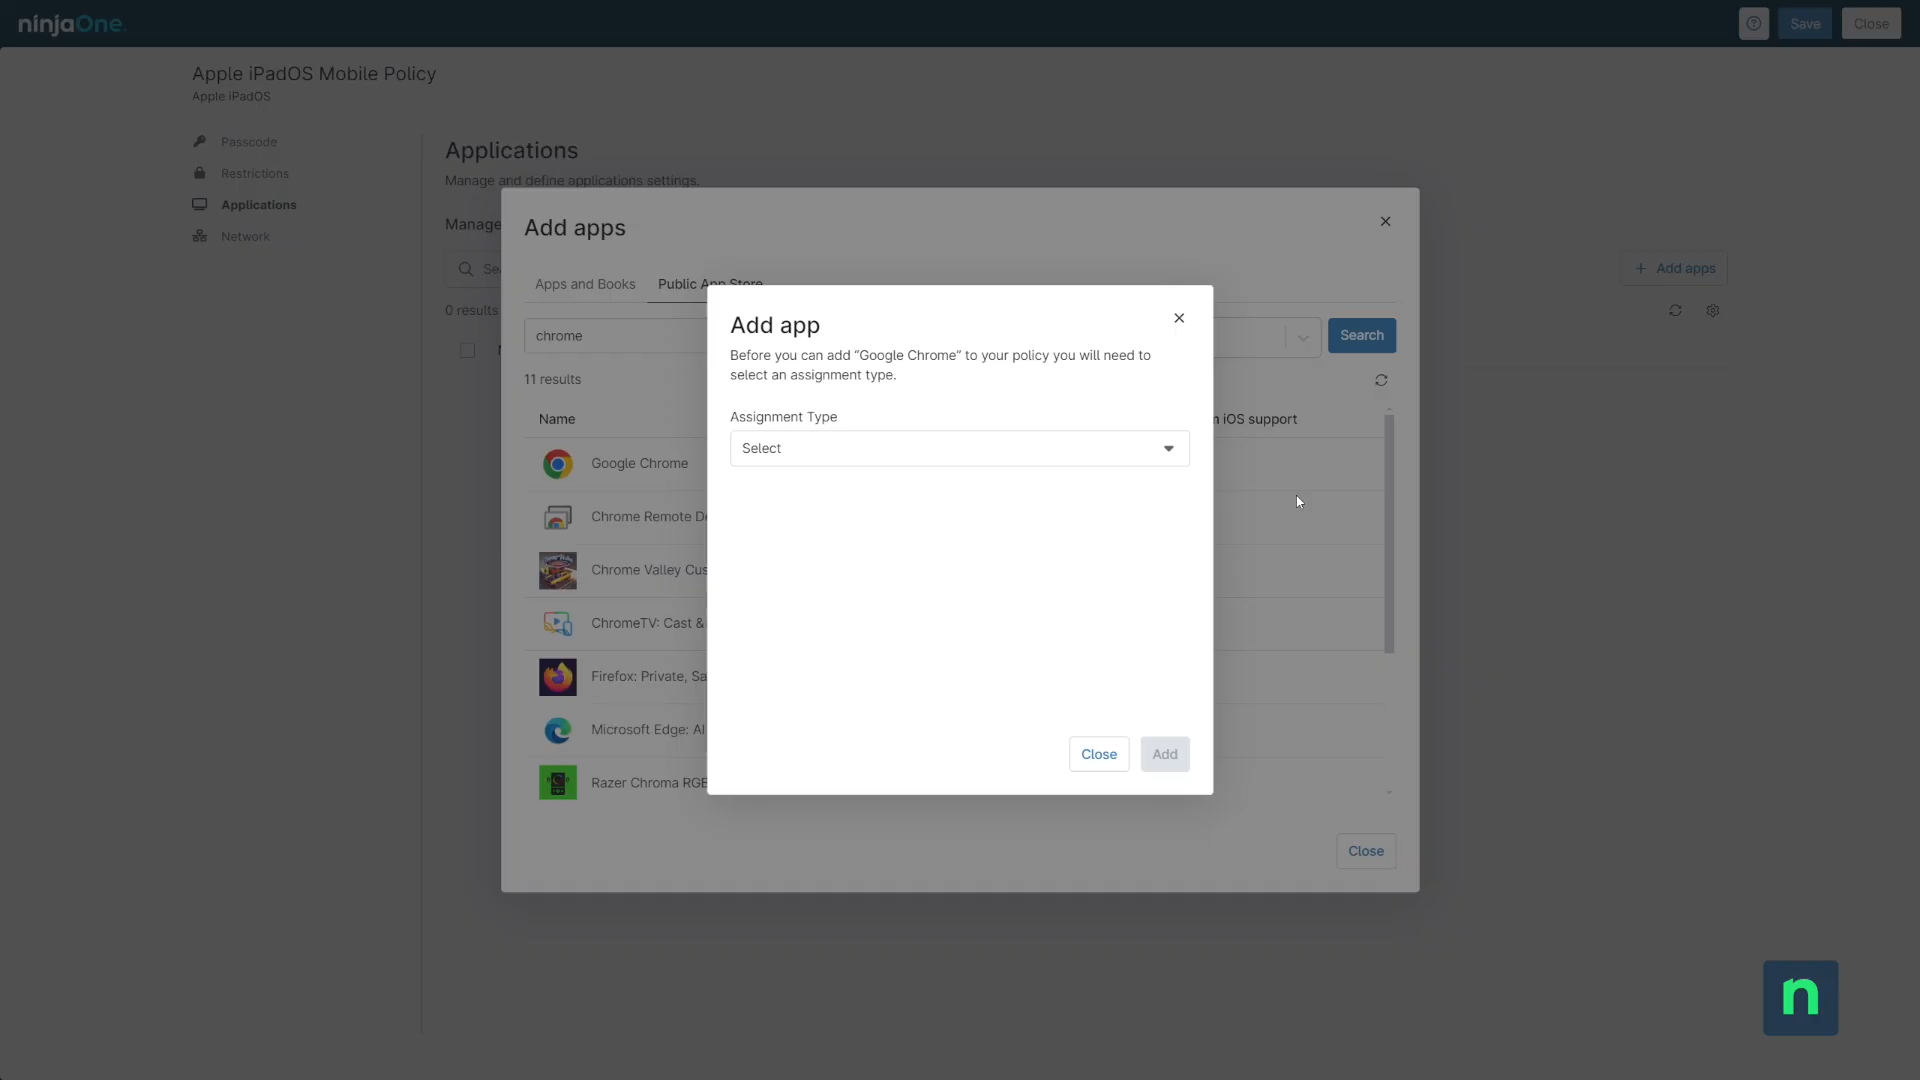 ninjaOne
Save
Close
Apple iPadOS Mobile Policy
Apple iPadOS
Passcode
Restrictions
Applications
Network
Applications
Manage and define applications settings.
Manage
Add apps
0 results
Add apps
Apps and Books
Public App Store
chrome
Search
11 results
Name
iOS support
Google Chrome
Chrome Remote De
Chrome Valley Cus
ChromeTV: Cast &
Firefox: Private, Sa
Microsoft Edge: AI
Razer Chroma RGB
Close
Add app
Before you can add “Google Chrome” to your policy you will need to
select an assignment type.
Assignment Type
Select
Close
Add
n